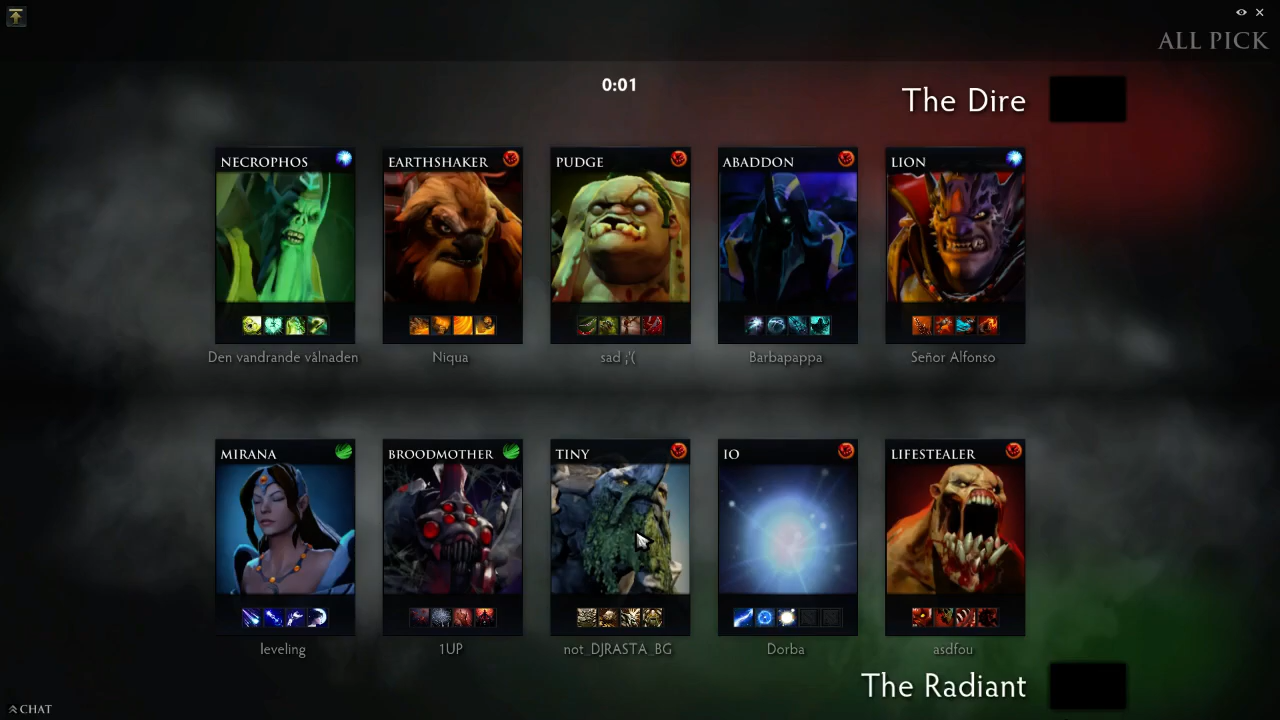 ALL PICK
0:01
The Dire
NECROPHOS
EARTHSHAKER
PUDGE
ABADDON
LION
Den vandrande vålnaden
Niqua
sad ;'(
Barbapappa
Señor Alfonso
MIRANA
BROODMOTHER
TINY
IO
LIFESTEALER
leveling
1UP
not_DJRASTA_BG
Dorba
asdfou
The Radiant
CHAT